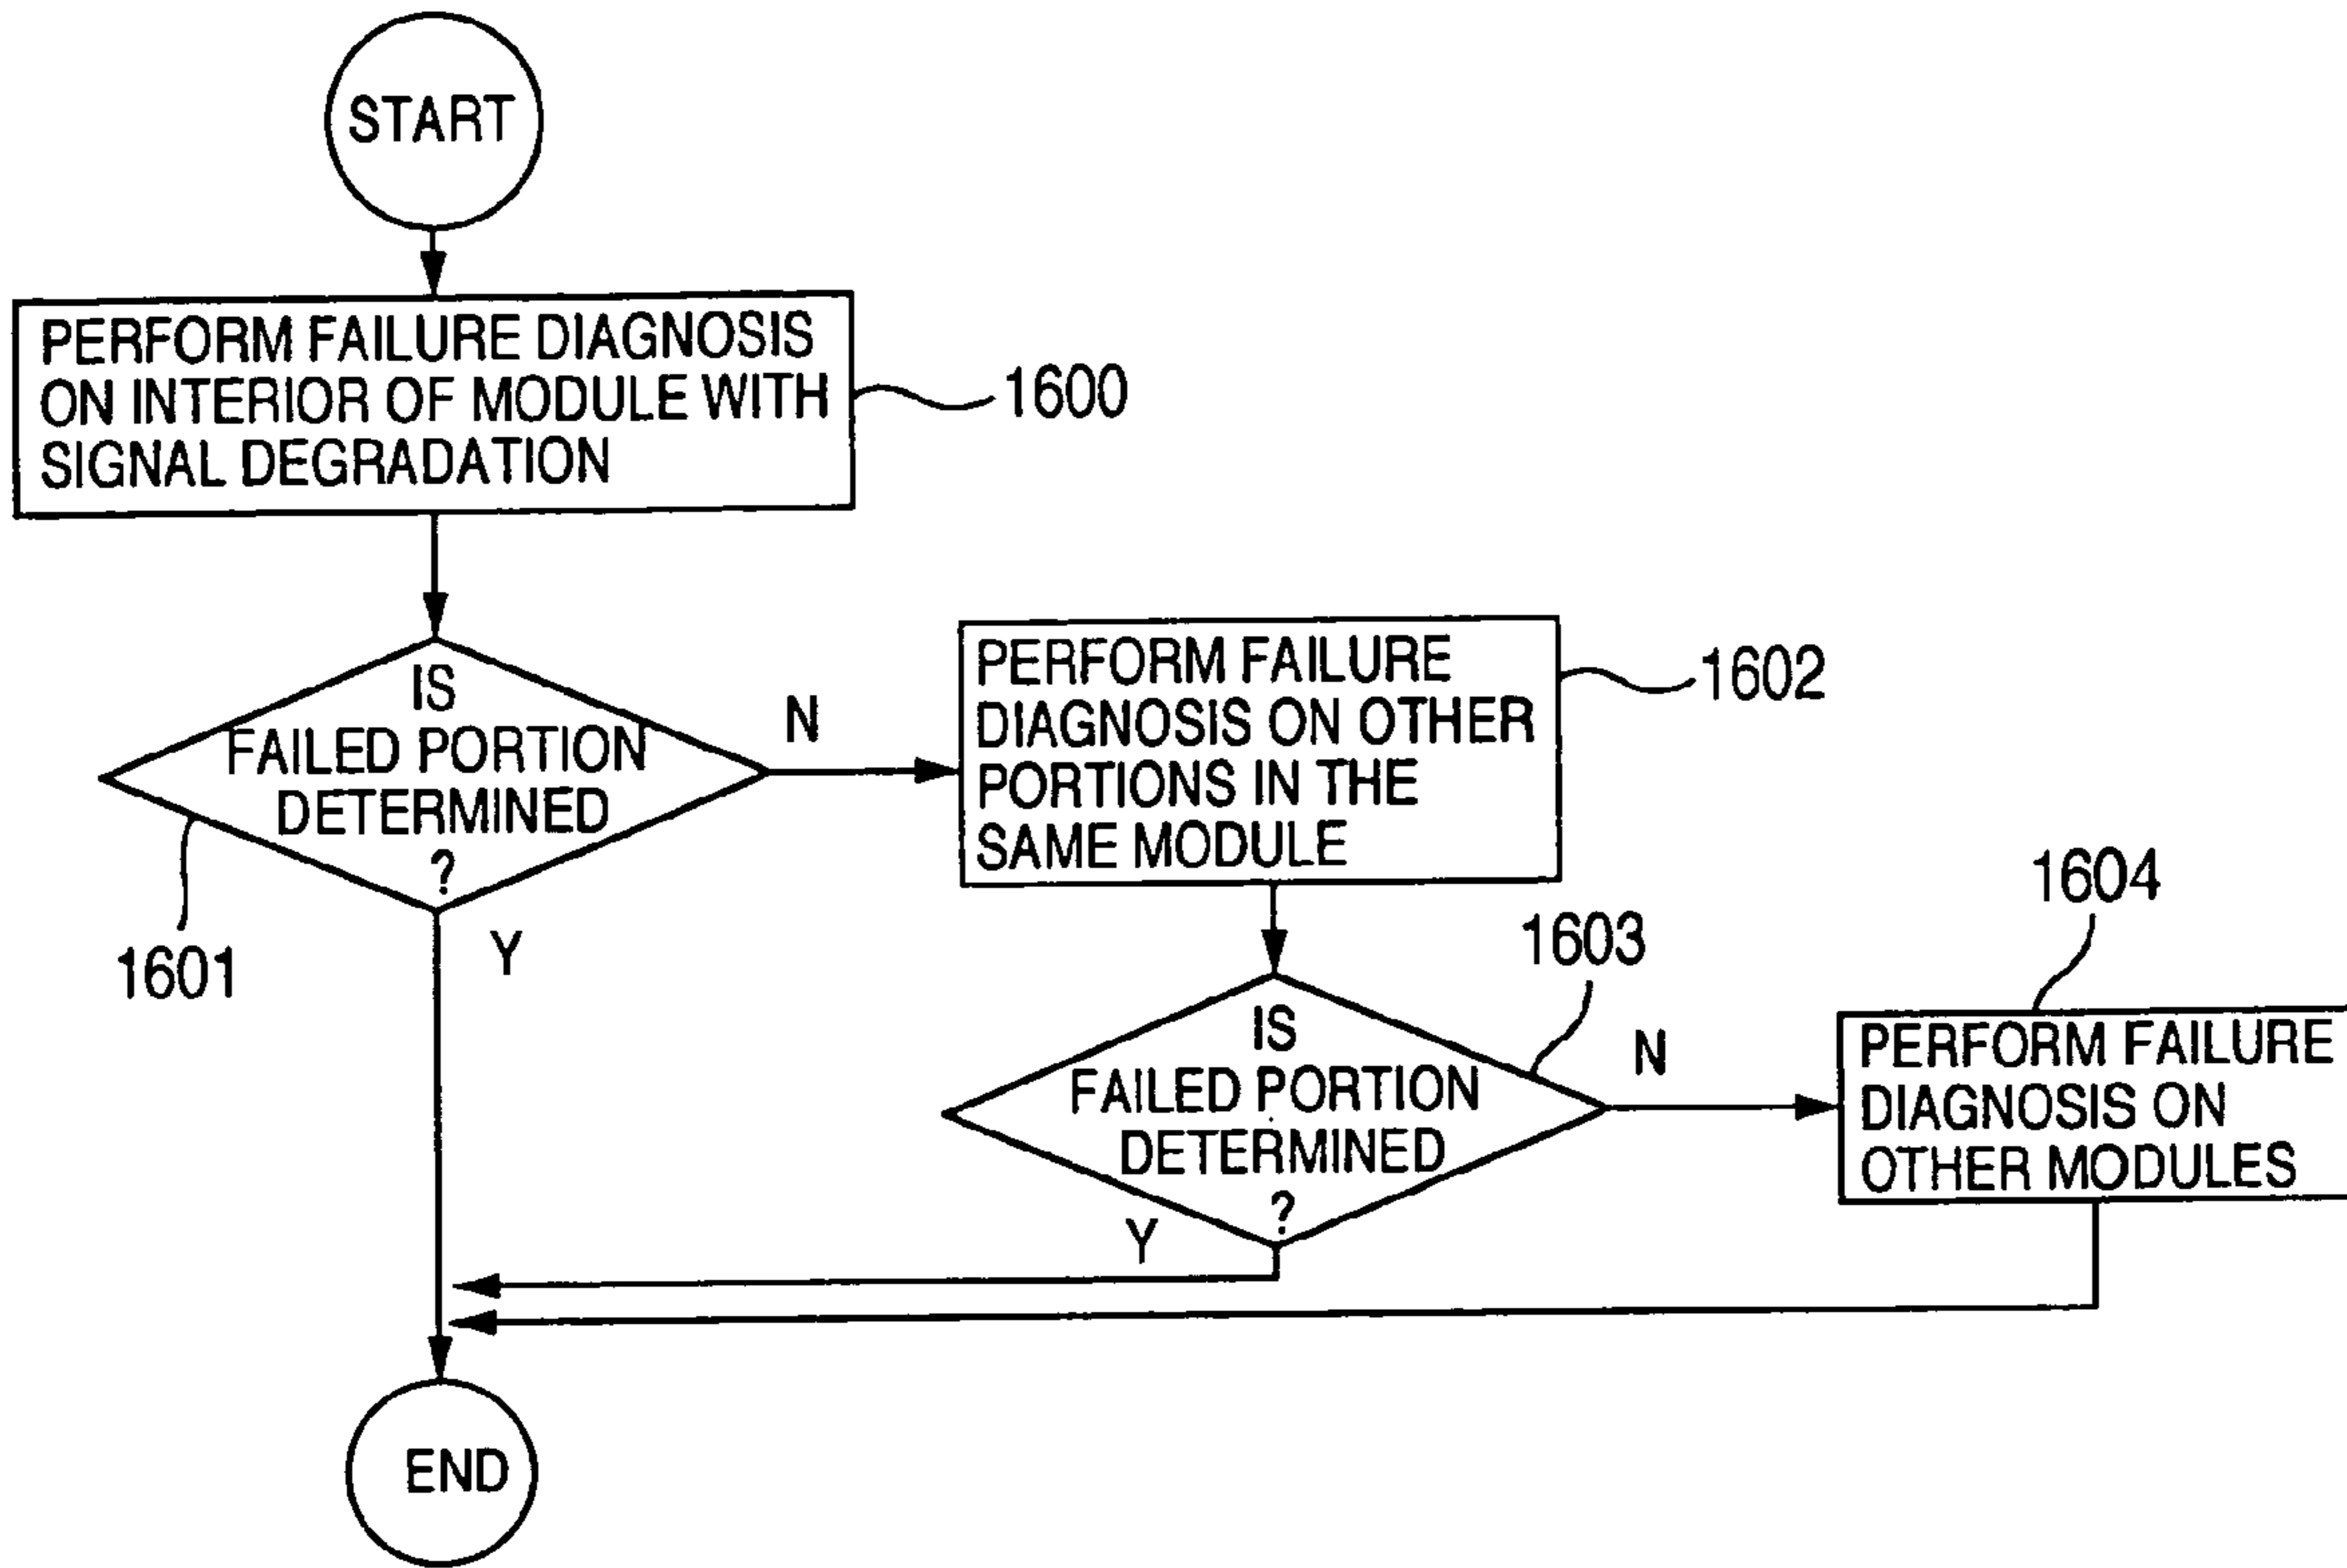 START
PERFORM FAILURE DIAGNOSIS
ON INTERIOR OF MODULE WITH
SIGNAL DEGRADATION
1600
IS
FAILED PORTION
DETERMINED
?
N
Y
1601
PERFORM FAILURE
DIAGNOSIS ON OTHER
PORTIONS IN THE
SAME MODULE
1602
IS
FAILED PORTION
DETERMINED
?
1603
N
Y
1604
PERFORM FAILURE
DIAGNOSIS ON
OTHER MODULES
END